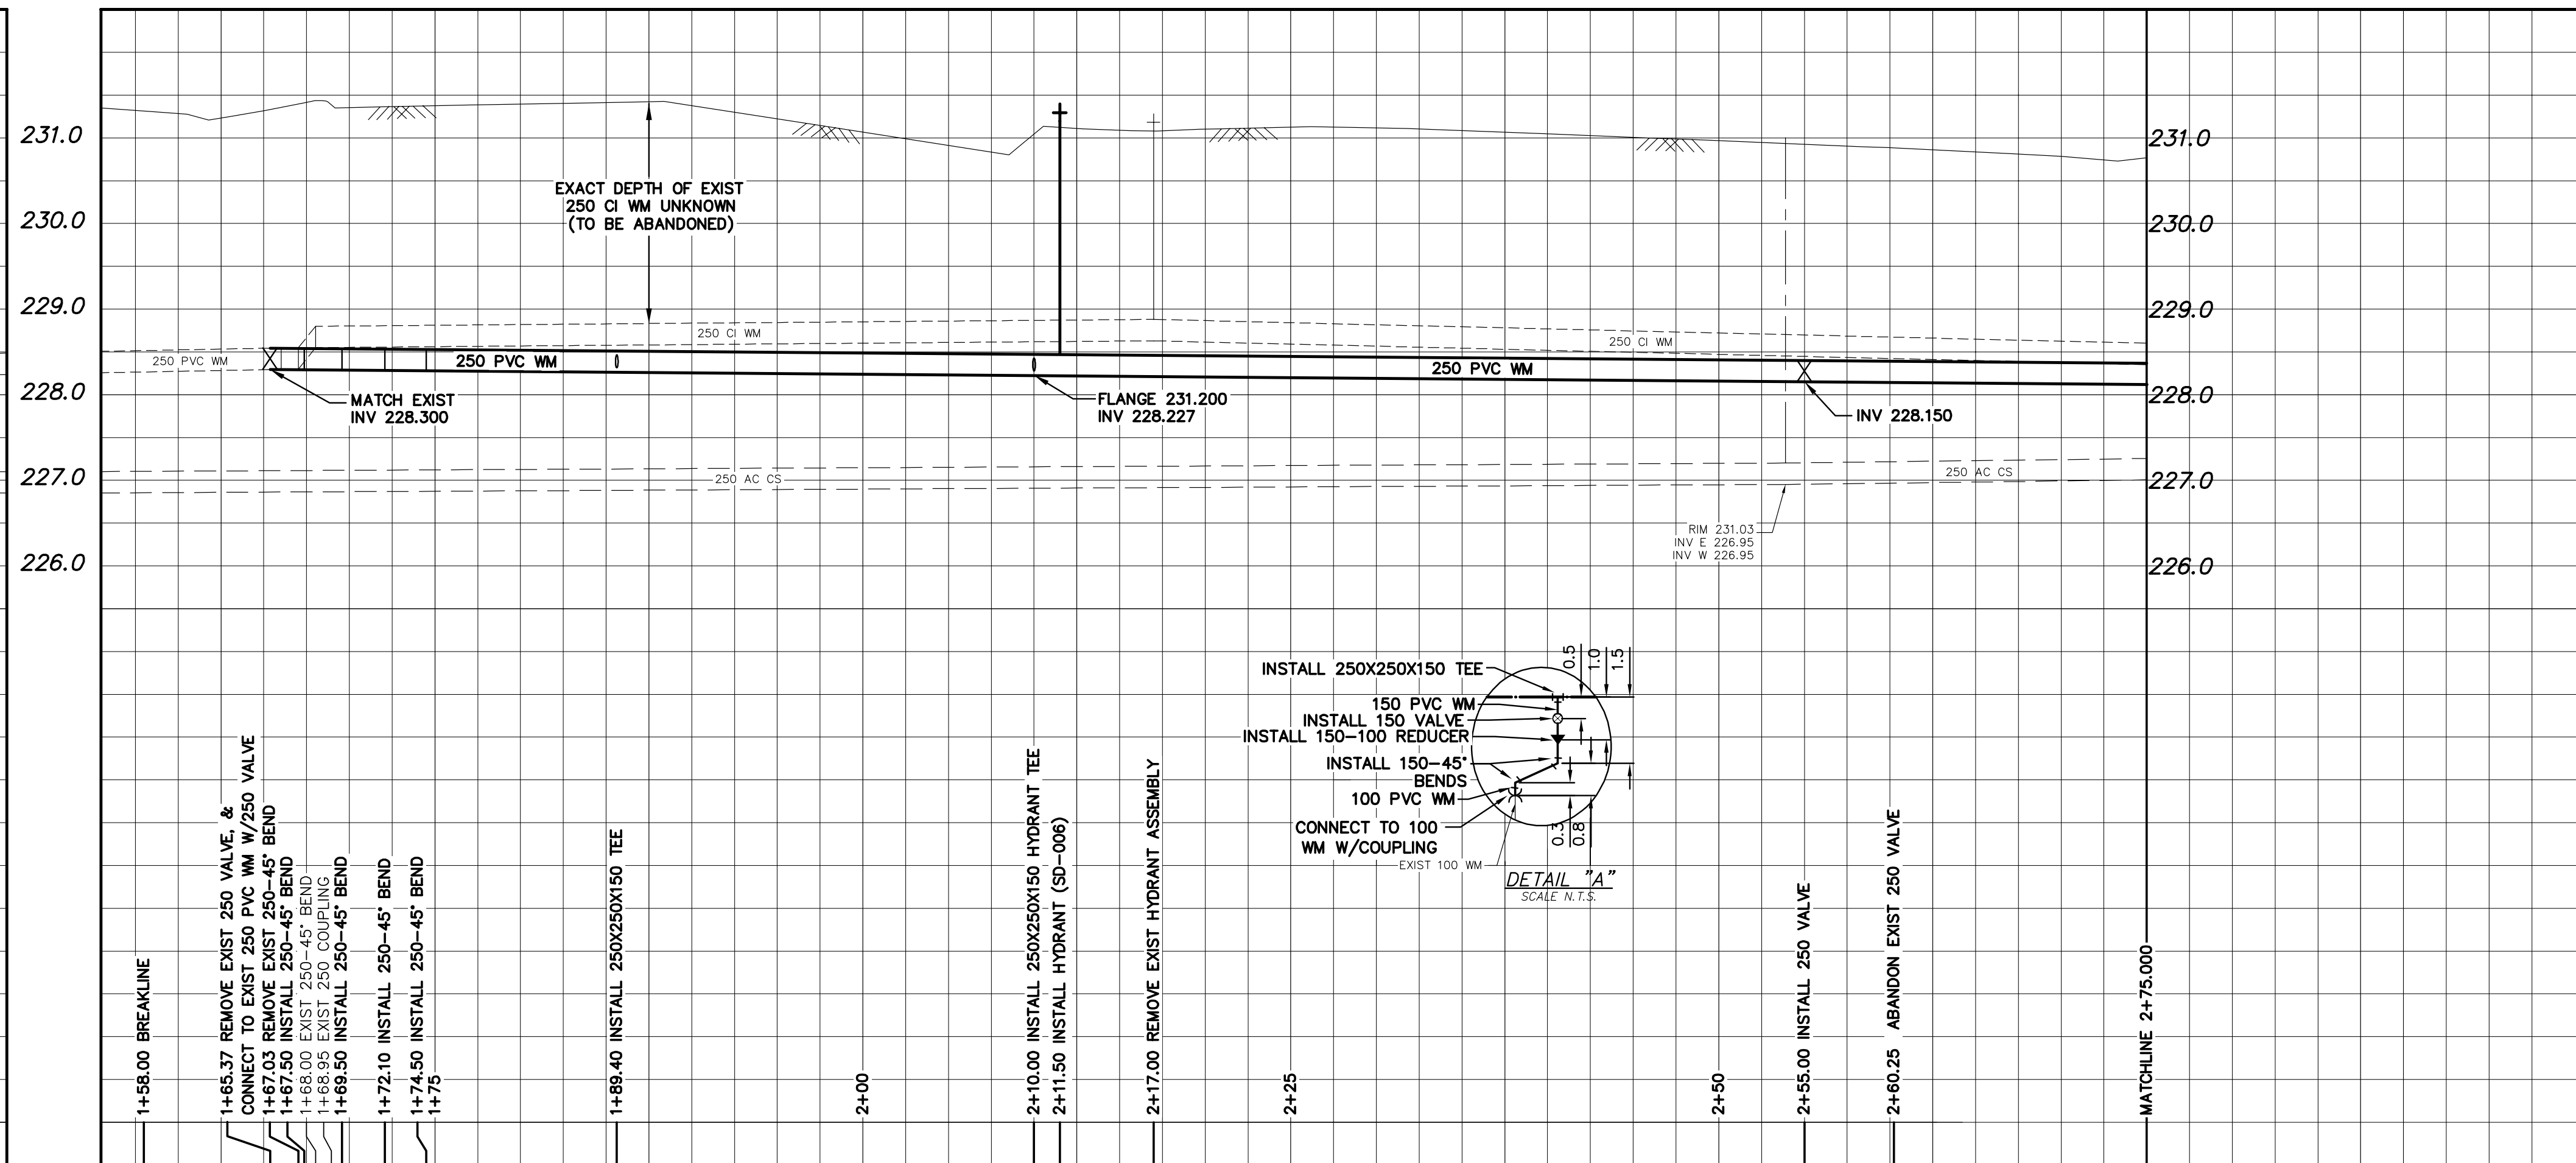 231.0
231.0
EXACT DEPTH OF EXIST
250 CI WM UNKNOWN
(TO BE ABANDONED)
230.0
230.0
229.0
229.0
250 CI WM
250 CI WM
250 PVC WM
250 PVC WM
250 PVC WM
228.0
228.0
MATCH EXIST
INV 228.300
FLANGE 231.200
INV 228.227
INV 228.150
227.0
227.0
250 AC CS
250 AC CS
RIM 231.03
INV E 226.95
INV W 226.95
226.0
226.0
INSTALL 250X250X150 TEE
150 PVC WM
INSTALL 150 VALVE
INSTALL 150-100 REDUCER
INSTALL 150-45°
BENDS
100 PVC WM
CONNECT TO 100
WM W/COUPLING
EXIST 100 WM
0.5
1.0
1.5
0.3
0.8
DETAIL "A"
SCALE N.T.S.
1+58.00 BREAKLINE
1+65.37 REMOVE EXIST 250 VALVE, &
CONNECT TO EXIST 250 PVC WM W/250 VALVE
1+67.03 REMOVE EXIST 250-45° BEND
1+67.50 INSTALL 250-45° BEND
1+68.00 EXIST 250-45° BEND
1+68.95 EXIST 250 COUPLING
1+69.50 INSTALL 250-45° BEND
1+72.10 INSTALL 250-45° BEND
1+74.50 INSTALL 250-45° BEND
1+75
1+89.40 INSTALL 250X250X150 TEE
2+00
2+10.00 INSTALL 250X250X150 HYDRANT TEE
2+11.50 INSTALL HYDRANT (SD-006)
2+17.00 REMOVE EXIST HYDRANT ASSEMBLY
2+25
2+50
2+55.00 INSTALL 250 VALVE
2+60.25 ABANDON EXIST 250 VALVE
MATCHLINE 2+75.000